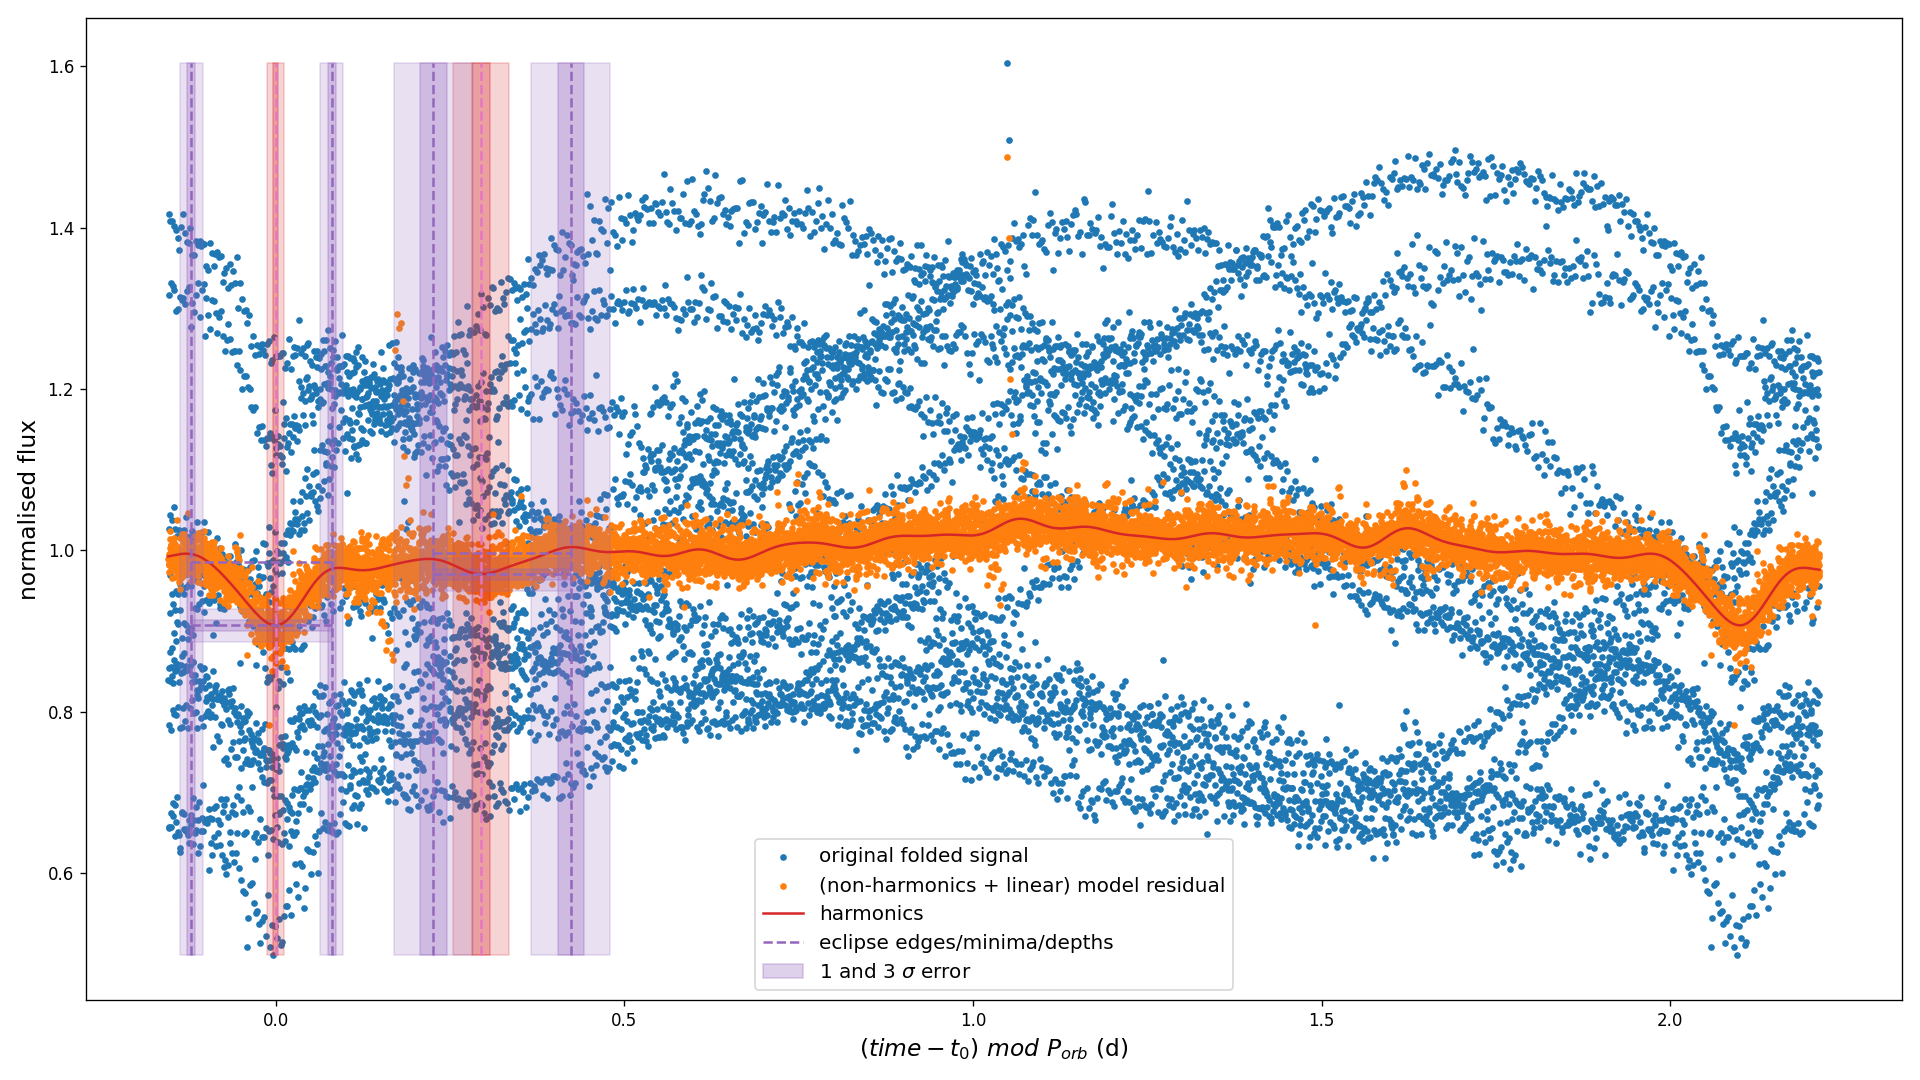 1.6
1.4
1.2
1.0
0.8
0.6
normalised flux
original folded signal
(non-harmonics + linear) model residual
harmonics
eclipse edges/minima/depths
1 and 3 σ error
0.0 0.5 1.0 1.5 2.0
(time − t₀) mod P_orb (d)